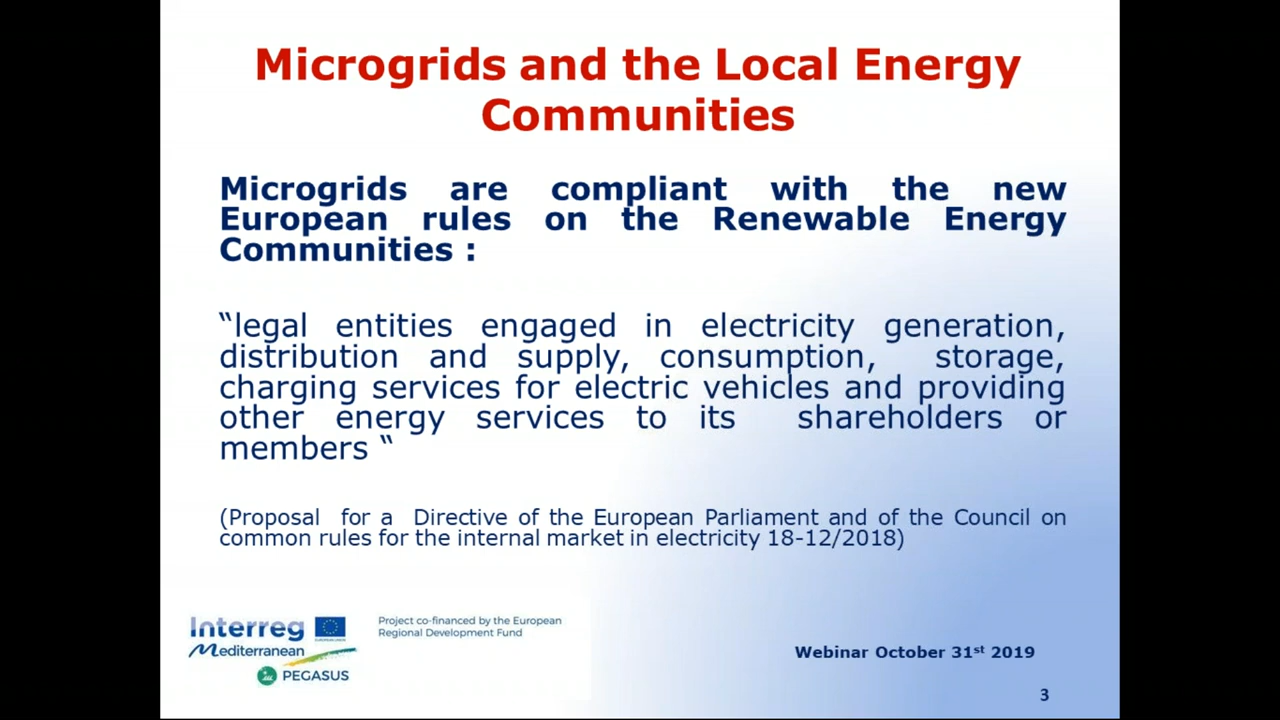 Microgrids and the Local Energy
Communities
Microgrids are compliant with the new
European rules on the Renewable Energy
Communities :
“legal entities engaged in electricity generation,
distribution and supply, consumption, storage,
charging services for electric vehicles and providing
other energy services to its shareholders or
members “
(Proposal for a Directive of the European Parliament and of the Council on
common rules for the internal market in electricity 18-12/2018)
Interreg
Mediterranean
PEGASUS
Project co-financed by the European
Regional Development Fund
Webinar October 31st 2019
3